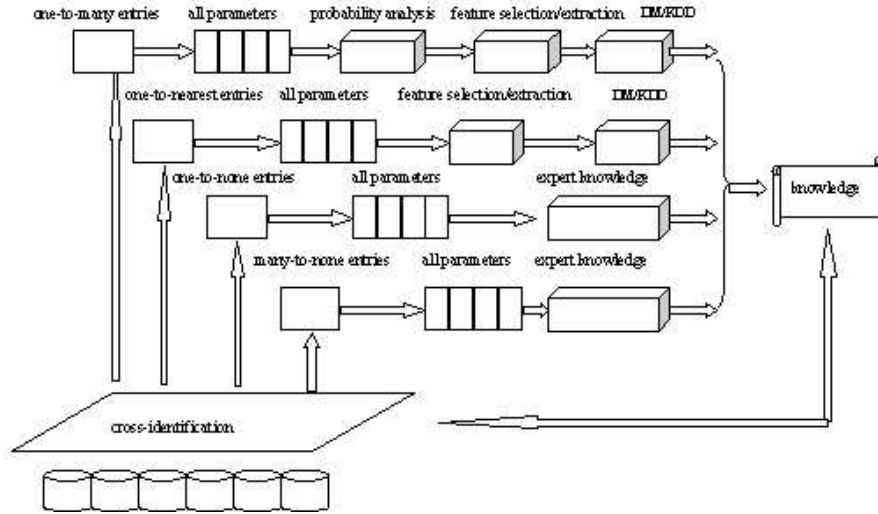 one-to-many entries all parameters probability analysis feature selection/extraction DM/KDD
one-to-nearest entries all parameters feature selection/extraction DM/KDD
one-to-none entries all parameters expert knowledge
knowledge
many-to-none entries all parameters expert knowledge
cross-identification